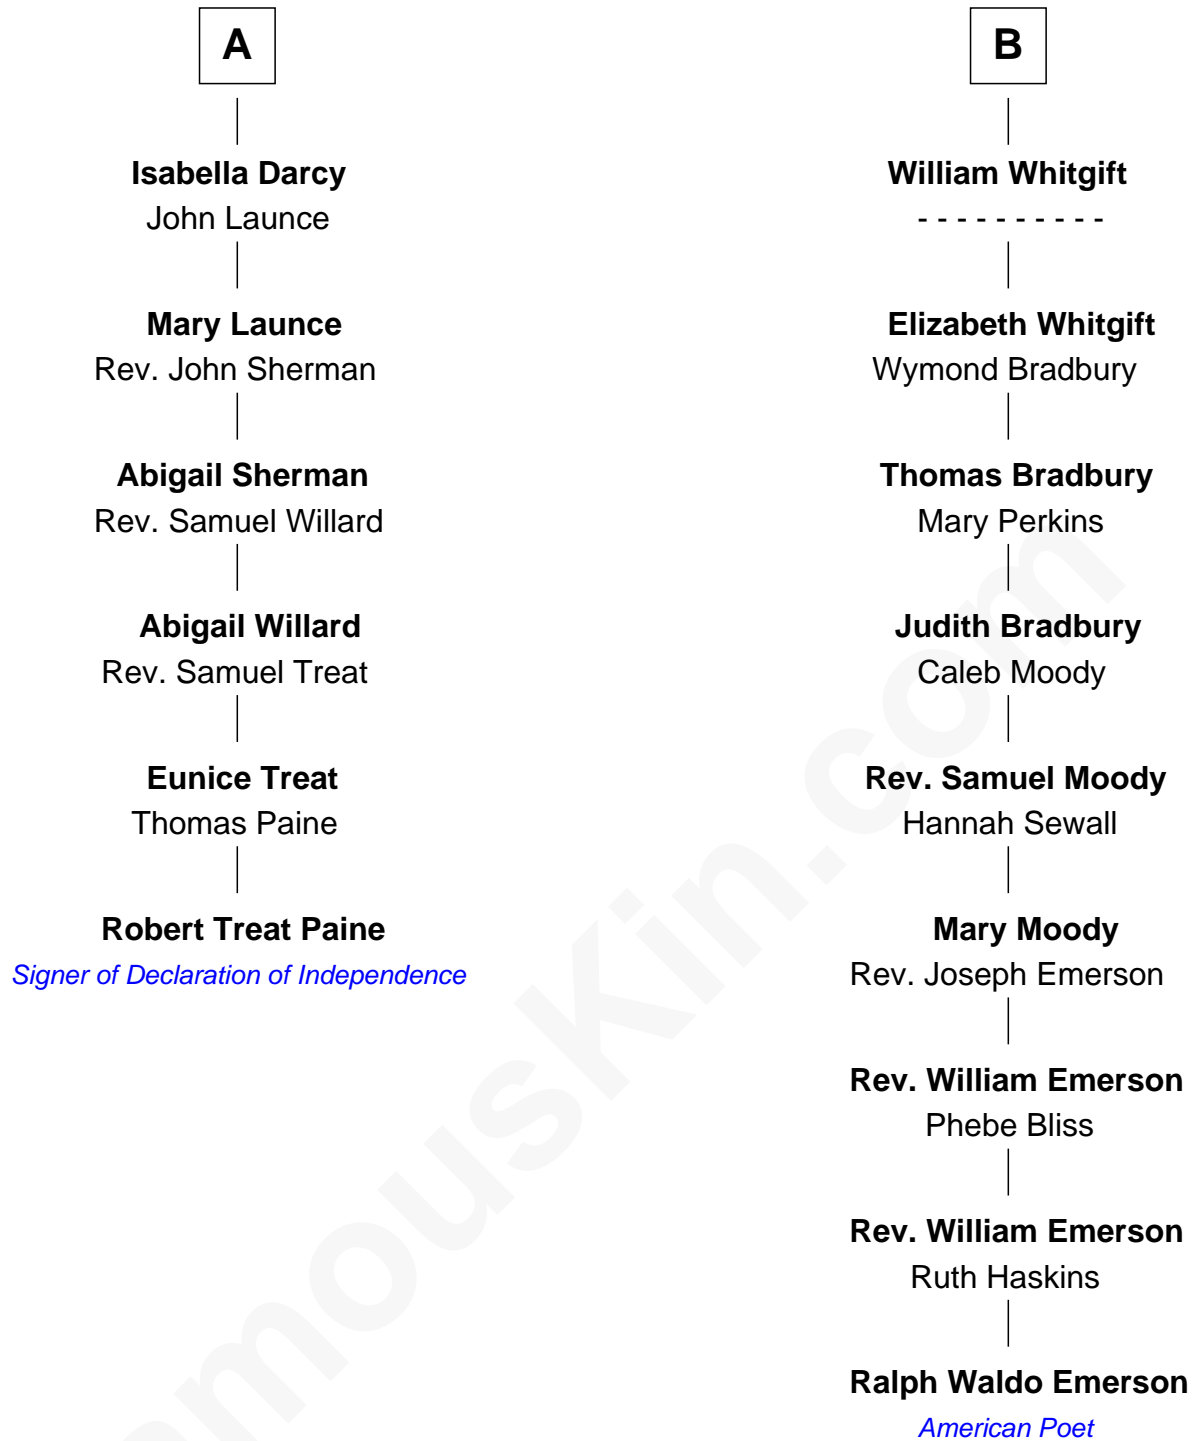 A
Isabella Darcy
John Launce
Mary Launce
Rev. John Sherman
Abigail Sherman
Rev. Samuel Willard
Abigail Willard
Rev. Samuel Treat
Eunice Treat
Thomas Paine
Robert Treat Paine
Signer of Declaration of Independence
B
William Whitgift
- - - - - - - - - -
Elizabeth Whitgift
Wymond Bradbury
Thomas Bradbury
Mary Perkins
Judith Bradbury
Caleb Moody
Rev. Samuel Moody
Hannah Sewall
Mary Moody
Rev. Joseph Emerson
Rev. William Emerson
Phebe Bliss
Rev. William Emerson
Ruth Haskins
Ralph Waldo Emerson
American Poet
amouskin.com